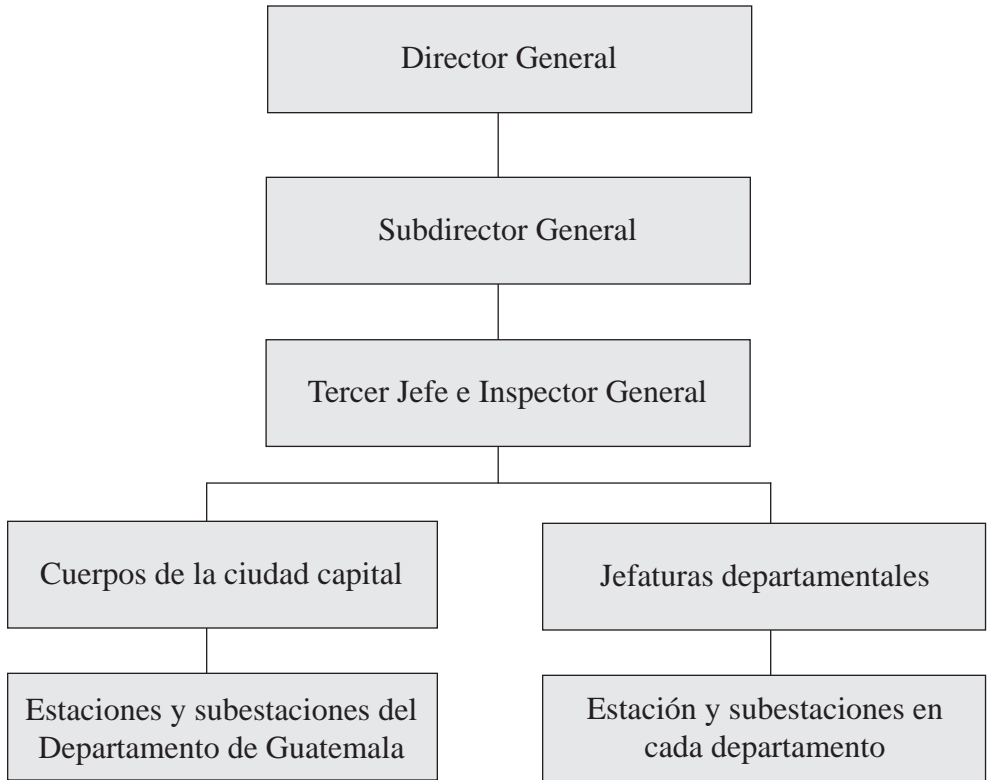 Director General
Subdirector General
Tercer Jefe e Inspector General
Cuerpos de la ciudad capital
Jefaturas departamentales
Estaciones y subestaciones del
Departamento de Guatemala
Estación y subestaciones en
cada departamento